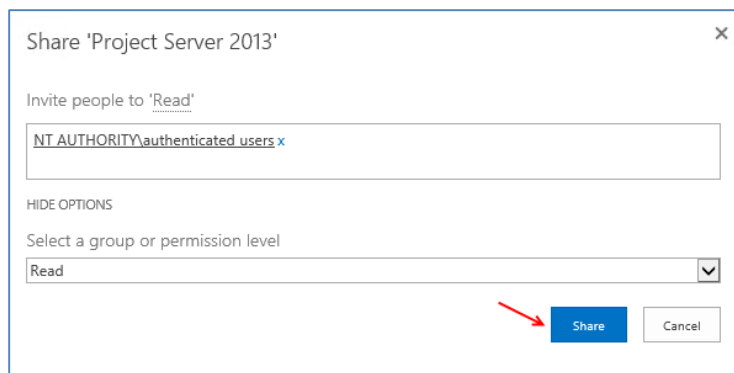 Share 'Project Server 2013'
Invite people to 'Read'
NT AUTHORITY\authenticated users x
HIDE OPTIONS
Select a group or permission level
Read
Share
Cancel